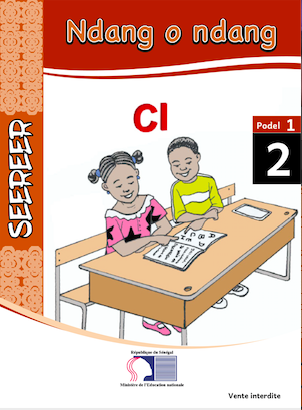 Ndang o ndang
SEEREER
CI
Podel 1
2
A B
République du Sénégal
Ministère de l'Education nationale
Vente interdite